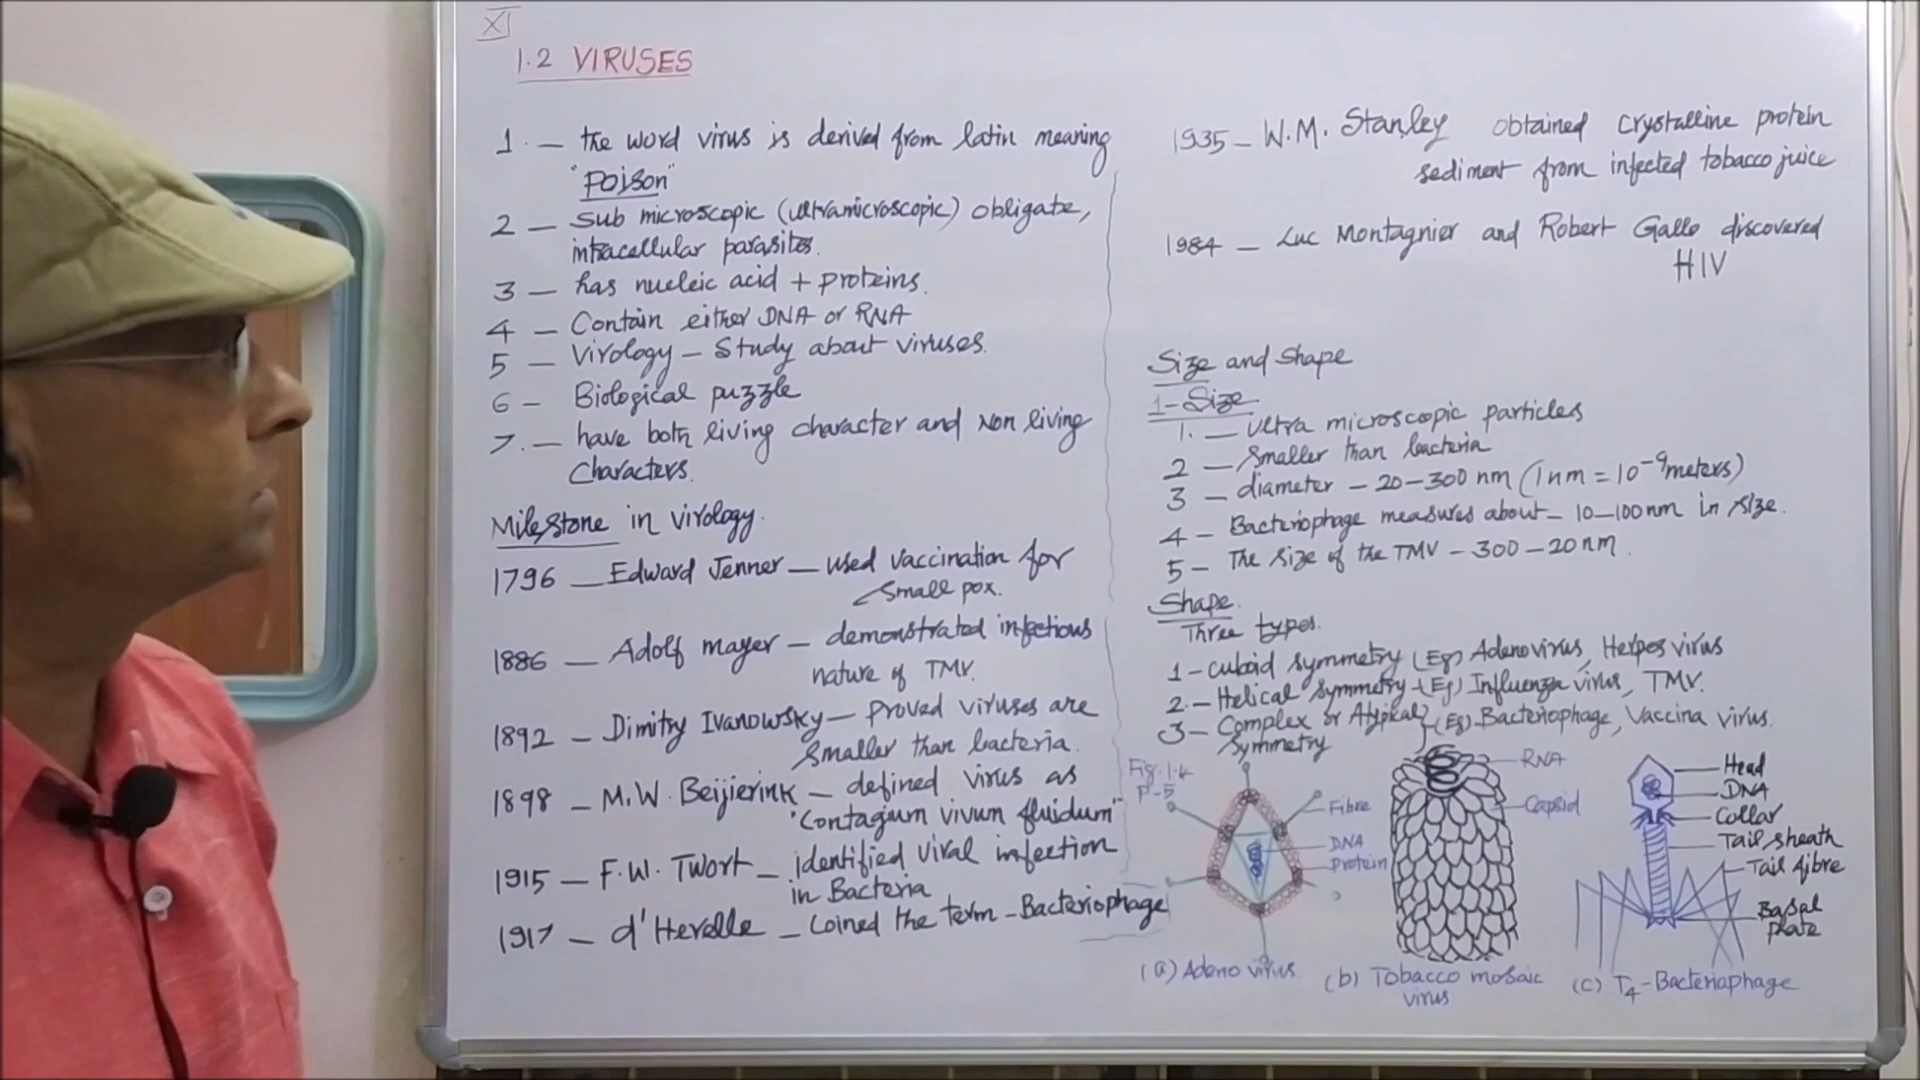 XI
1.2 VIRUSES
1. — the word virus is derived from latin meaning
"Poison"
2 — sub microscopic (ultramicroscopic) obligate,
intracellular parasites.
3 — has nucleic acid + proteins.
4 — Contain either DNA or RNA
5 — Virology — Study about viruses.
6 — Biological puzzle
7. — have both living character and Non living
Characters.
Milestone in virology.
1796 — Edward Jenner — used vaccination for
Small pox.
1886 — Adolf mayer — demonstrated infectious
nature of TMV.
1892 — Dimitry Ivanowsky — Proved viruses are
smaller than bacteria.
1898 — M.W. Beijierink — defined virus as
"Contagium vivum fluidum"
1915 — F.W. Twort — identified viral infection
in Bacteria
1917 — d'Herelle — Coined the term - Bacteriophage
1935 — W.M. Stanley obtained crystalline protein
sediment from infected tobacco juice
1984 — Luc Montagnier and Robert Gallo discovered
HIV
Size and shape
1-Size
1. — Ultra microscopic particles
2 — Smaller than bacteria
3 — diameter — 20–300 nm (1nm = 10⁻⁹meters)
4 — Bacteriophage measures about — 10–100nm in size.
5 — The size of the TMV — 300–20 nm.
Shape.
Three types.
1 - cuboid symmetry (Eg) Adenovirus, Herpes virus
2. - Helical symmetry - (Eg) Influenza virus, TMV.
3 - Complex or Atypical (Eg) Bacteriophage, Vaccina virus.
Symmetry
Fig. 1.4
P-5
Fibre
DNA
Protein
(a) Adeno virus.
RNA
Capsid
(b) Tobacco mosaic
virus
Head
DNA
Collar
Tail sheath
Tail fibre
Basal
plate
(c) T₄-Bacteriaphage